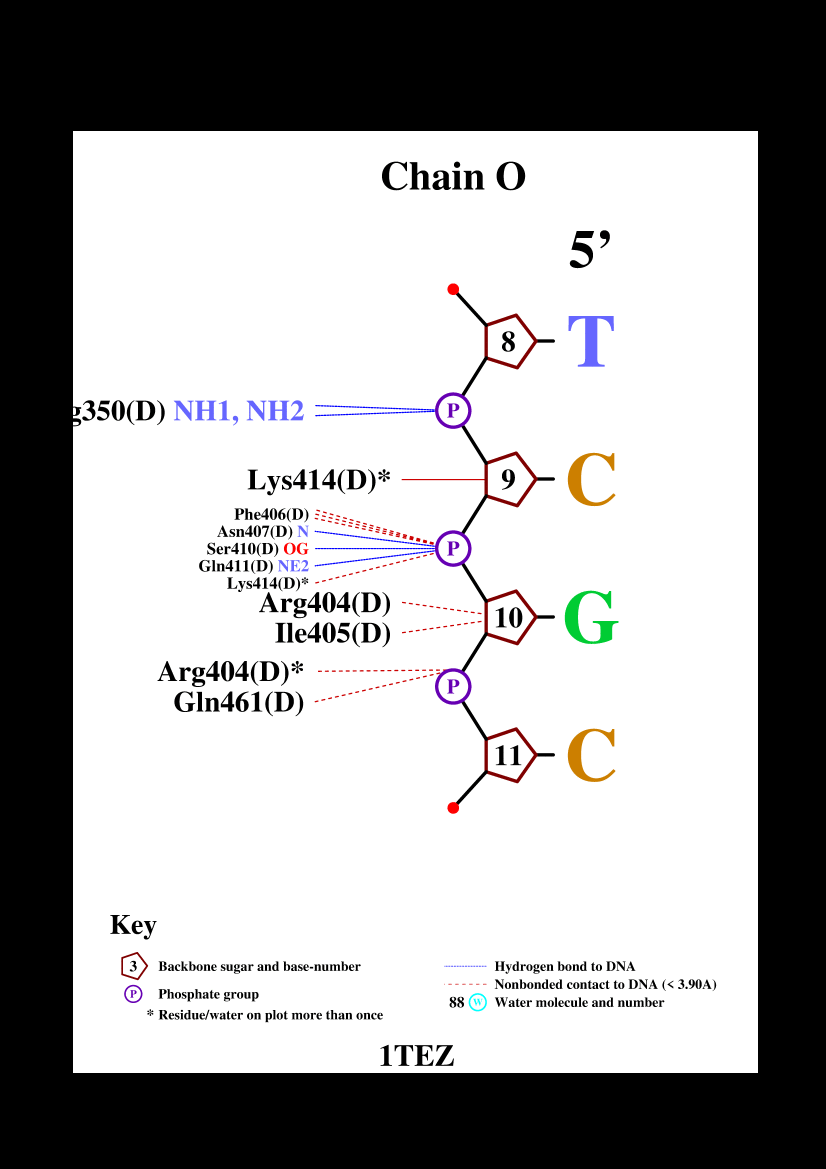 Chain O
5’
8 T
g350(D) NH1, NH2 P
Lys414(D)* 9 C
Phe406(D)
Asn407(D) N
Ser410(D) OG P
Gln411(D) NE2
Lys414(D)*
Arg404(D)
10 G
Ile405(D)
Arg404(D)*
P
Gln461(D)
11 C
Key
3 Backbone sugar and base-number
P Phosphate group
* Residue/water on plot more than once
Hydrogen bond to DNA
Nonbonded contact to DNA (< 3.90A)
88 W Water molecule and number
1TEZ